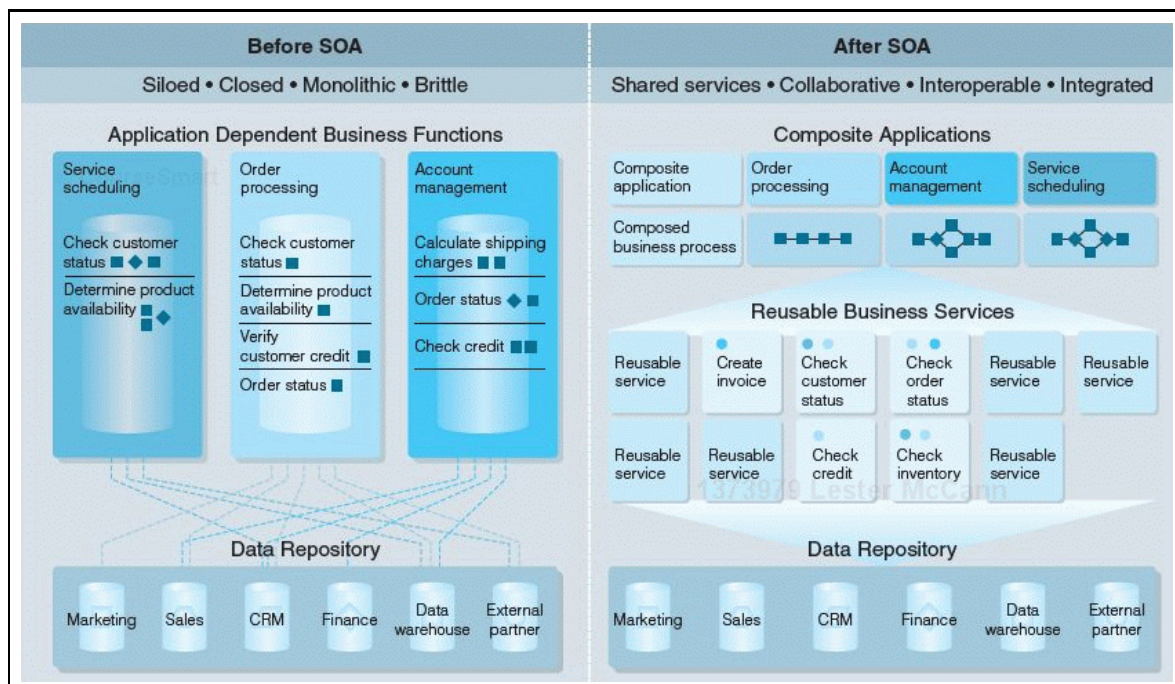 Before SOA
Siloed • Closed • Monolithic • Brittle
Application Dependent Business Functions
Service
scheduling
Check customer
status
Determine product
availability
Order
processing
Check customer
status
Determine product
availability
Verify
customer credit
Order status
Account
management
Calculate shipping
charges
Order status
Check credit
Data Repository
Marketing
Sales
CRM
Finance
Data
warehouse
External
partner
After SOA
Shared services • Collaborative • Interoperable • Integrated
Composite Applications
Composite
application
Order
processing
Account
management
Service
scheduling
Composed
business process
Reusable Business Services
Reusable
service
Create
invoice
Check
customer
status
Check
order
status
Reusable
service
Reusable
service
Reusable
service
Reusable
service
Check
credit
Check
inventory
Reusable
service
1373979 Lester McCann
Data Repository
Marketing
Sales
CRM
Finance
Data
warehouse
External
partner